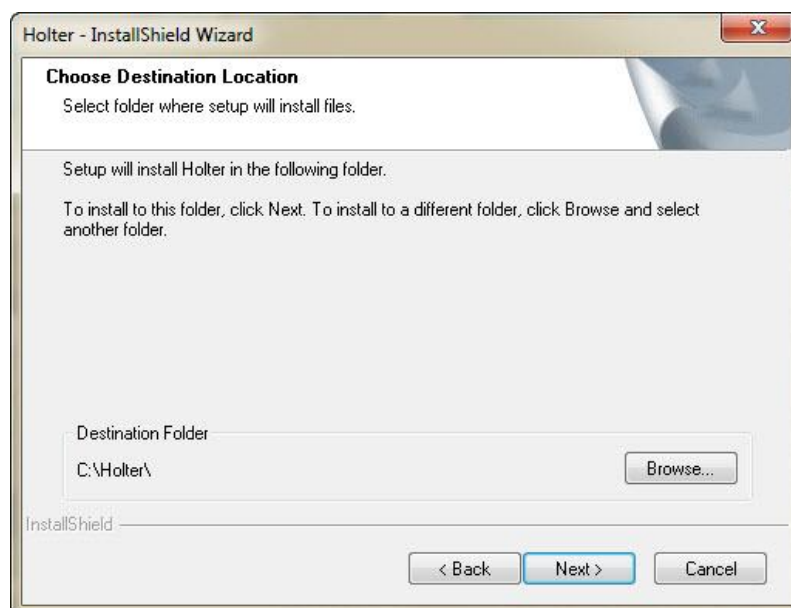 Holter - InstallShield Wizard
Choose Destination Location
Select folder where setup will install files.
Setup will install Holter in the following folder.
To install to this folder, click Next. To install to a different folder, click Browse and select
another folder.
Destination Folder
C:\Holter\
Browse...
InstallShield
< Back
Next >
Cancel